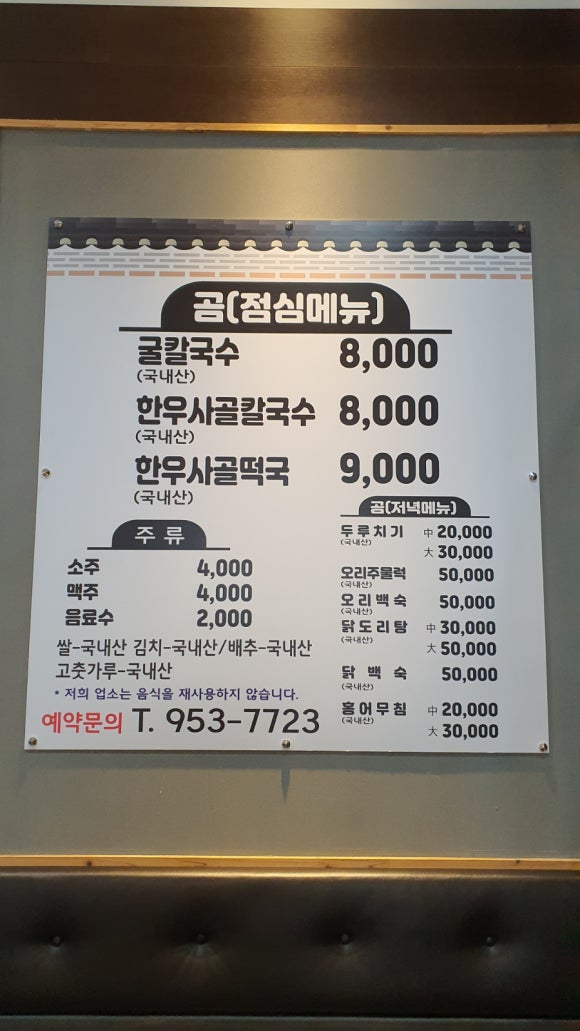 곰(점심메뉴)
굴칼국수 8,000
(국내산)
한우사골칼국수 8,000
(국내산)
한우사골떡국 9,000
(국내산)
주류
소주 4,000
맥주 4,000
음료수 2,000
곰(저녁메뉴)
두루치기 中 20,000
(국내산)
大 30,000
오리주물럭 50,000
(국내산)
오리백숙 50,000
(국내산)
닭도리탕 中 30,000
(국내산)
大 50,000
닭백숙 50,000
(국내산)
홍어무침 中 20,000
(국내산)
大 30,000
쌀-국내산 김치-국내산/배추-국내산
고춧가루-국내산
* 저희 업소는 음식을 재사용하지 않습니다.
예약문의 T. 953-7723